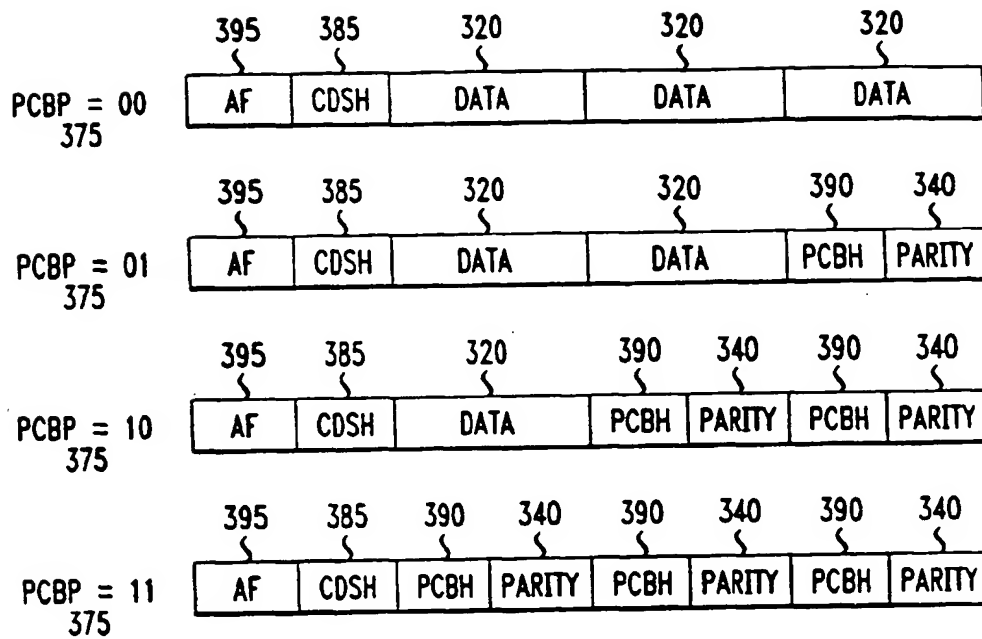 395 385 320 320 320
PCBP = 00 AF CDSH DATA DATA DATA
375
395 385 320 320 390 340
PCBP = 01 AF CDSH DATA DATA PCBH PARITY
375
395 385 320 390 340 390 340
PCBP = 10 AF CDSH DATA PCBH PARITY PCBH PARITY
375
395 385 390 340 390 340 390 340
PCBP = 11 AF CDSH PCBH PARITY PCBH PARITY PCBH PARITY
375